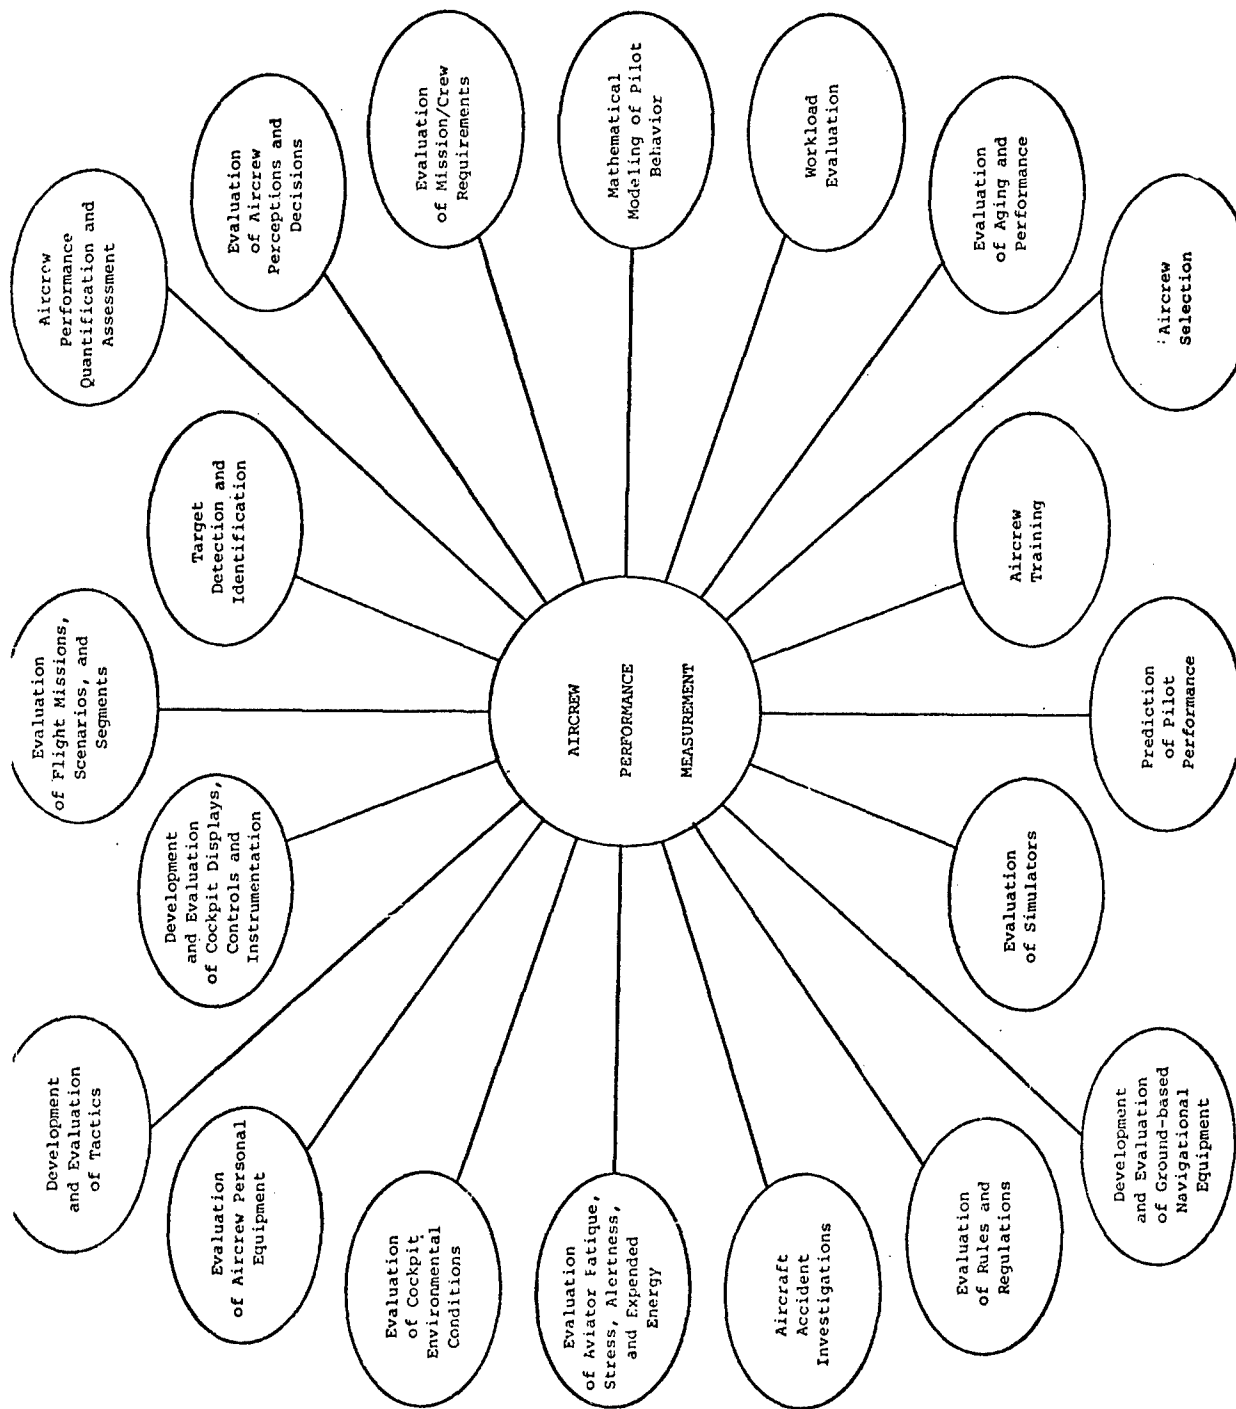 Development
and Evaluation
of Tactics
Evaluation
of Flight Missions,
Scenarios, and
Segments
Aircrew
Performance
Quantification and
Assessment
Evaluation
of Aircrew Personal
Equipment
Development
and Evaluation
of Cockpit Displays,
Controls and
Instrumentation
Target
Detection and
Identification
Evaluation
of Aircrew
Perceptions and
Decisions
Evaluation
of Cockpit
Environmental
Conditions
Evaluation
of Mission/Crew
Requirements
Evaluation
of Aviator Fatique,
Stress, Alertness,
and Expended
Energy
AIRCREW
PERFORMANCE
MEASUREMENT
Mathematical
Modeling of Pilot
Behavior
Aircraft
Accident
Investigations
Workload
Evaluation
Evaluation
of Rules and
Regulations
Evaluation
of Simulators
Aircrew
Training
Evaluation
of Aging and
Performance
Development
and Evaluation
of Ground-based
Navigational
Equipment
Prediction
of Pilot
Performance
Aircrew
Selection